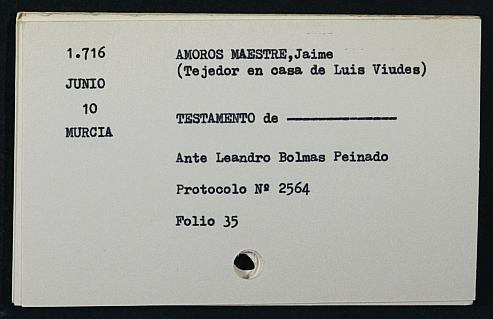 1.716
JUNIO
10
MURCIA
AMOROS MAESTRE,Jaime
(Tejedor en casa de Luis Viudes)
TESTAMENTO de ——————————
Ante Leandro Bolmas Peinado
Protocolo Nº 2564
Folio 35